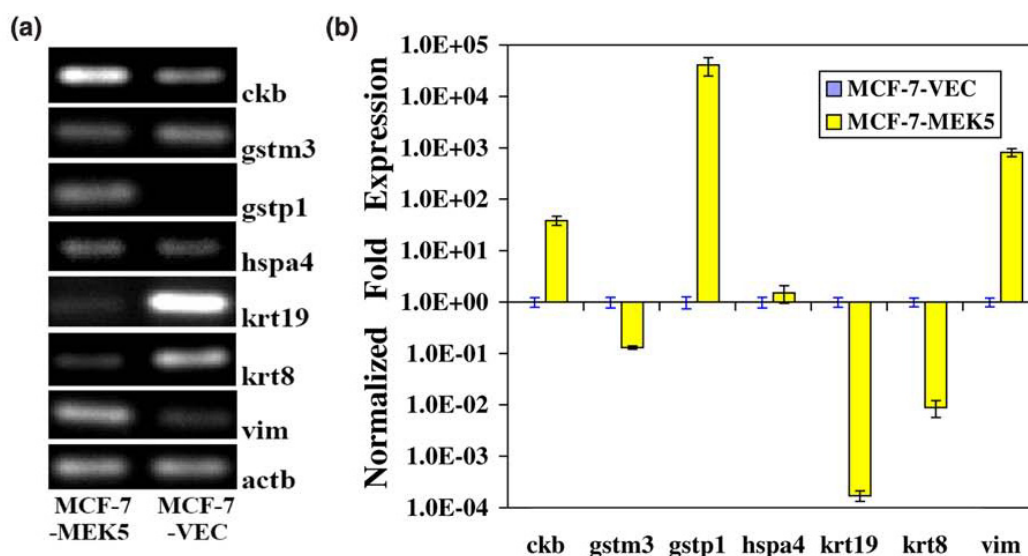 (a)
ckb
gstm3
gstp1
hspa4
krt19
krt8
vim
actb
MCF-7 MCF-7
-MEK5 -VEC
(b)
Normalized Fold Expression
1.0E+05
1.0E+04
1.0E+03
1.0E+02
1.0E+01
1.0E+00
1.0E-01
1.0E-02
1.0E-03
1.0E-04
MCF-7-VEC
MCF-7-MEK5
ckb gstm3 gstp1 hspa4 krt19 krt8 vim